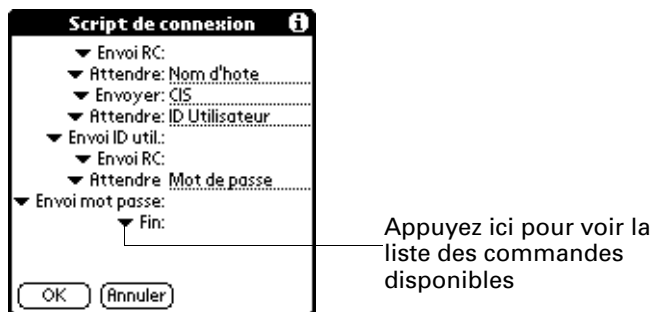 Script de connexion
Envoi RC:
Attendre: Nom d'hote
Envoyer: CIS
Attendre: ID Utilisateur
Envoi ID util.:
Envoi RC:
Attendre Mot de passe
Envoi mot passe:
Fin:
OK Annuler
Appuyez ici pour voir la
liste des commandes
disponibles